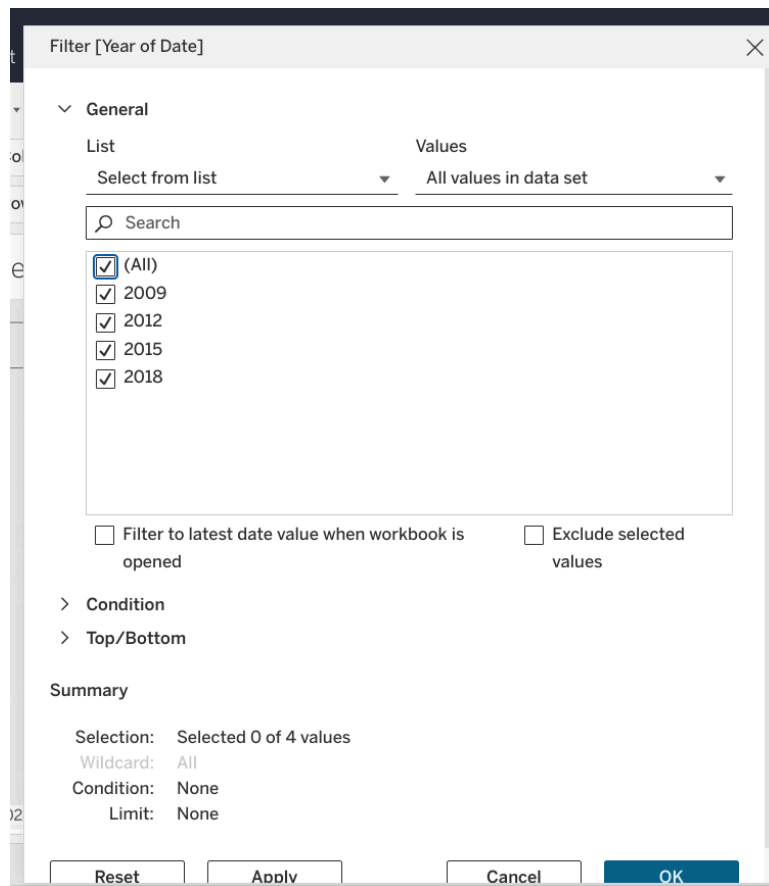 Filter [Year of Date]
General
List Values
Select from list All values in data set
Search
(All)
2009
2012
2015
2018
Filter to latest date value when workbook is opened
Exclude selected values
Condition
Top/Bottom
Summary
Selection: Selected 0 of 4 values
Wildcard: All
Condition: None
Limit: None
Reset Apply Cancel OK